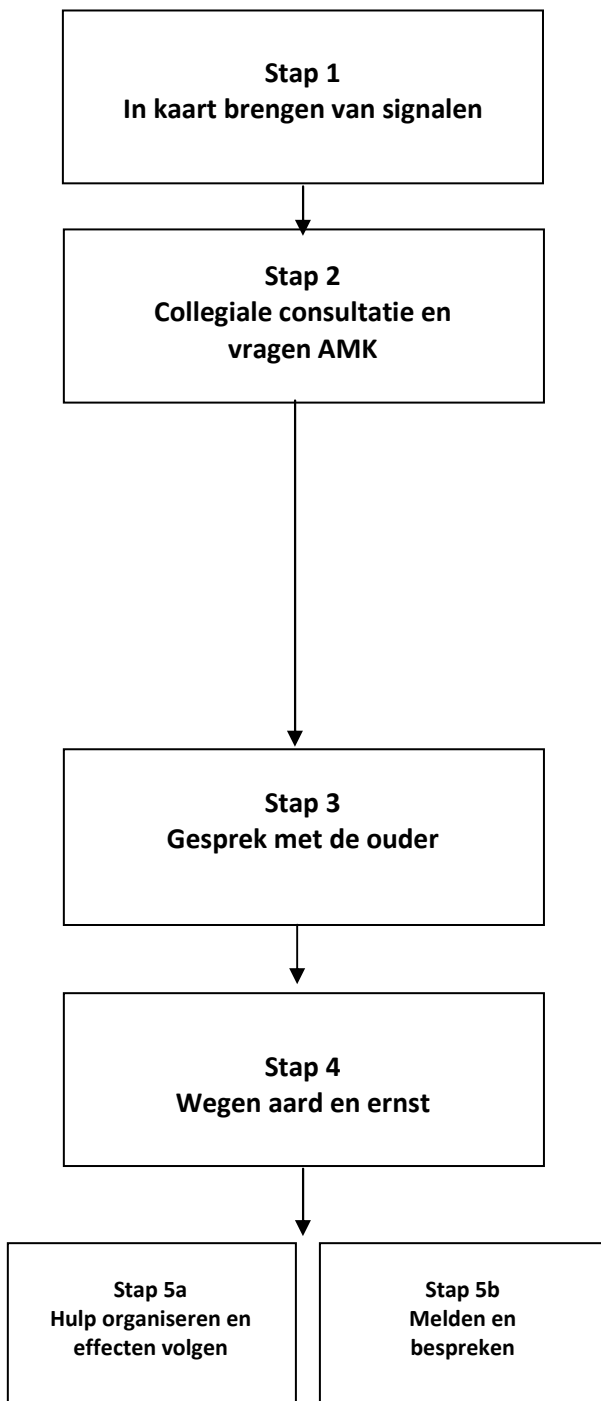 Stap 1
In kaart brengen van signalen
Stap 2
Collegiale consultatie en
vragen AMK
Stap 3
Gesprek met de ouder
Stap 4
Wegen aard en ernst
Stap 5a
Hulp organiseren en
effecten volgen
Stap 5b
Melden en
bespreken